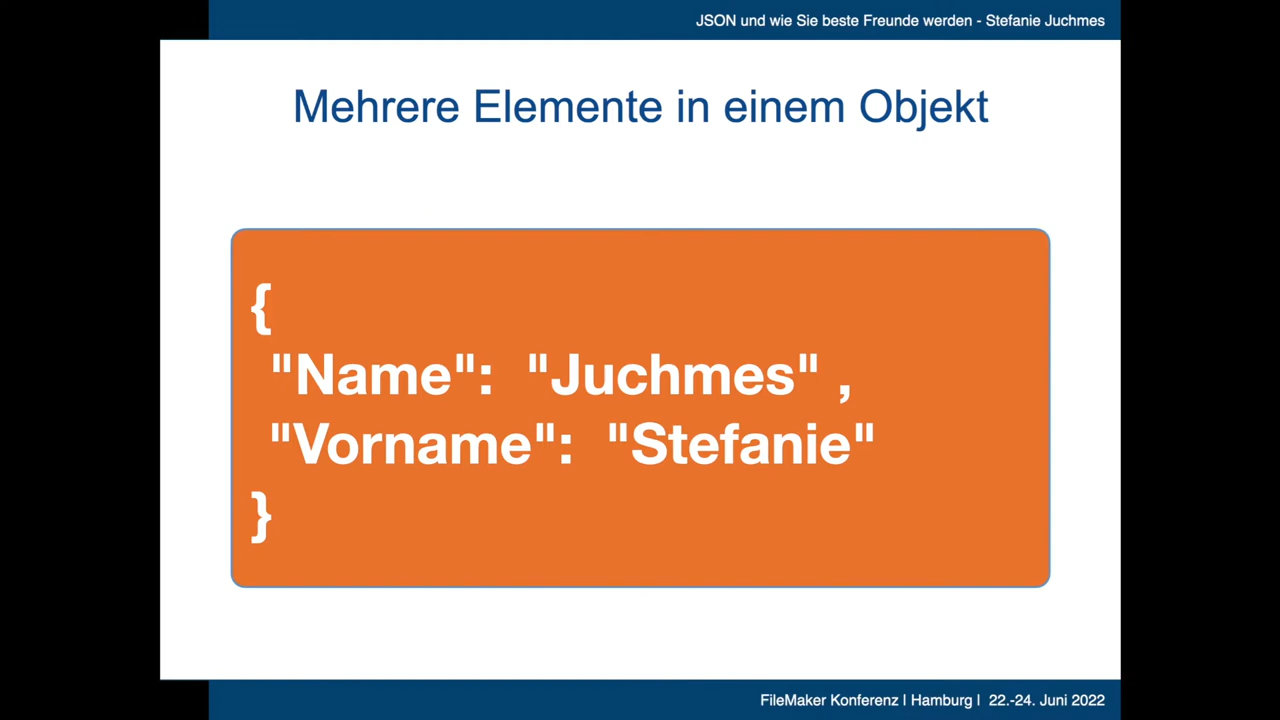 JSON und wie Sie beste Freunde werden - Stefanie Juchmes
Mehrere Elemente in einem Objekt
{
"Name": "Juchmes" ,
"Vorname": "Stefanie"
}
FileMaker Konferenz | Hamburg | 22.-24. Juni 2022